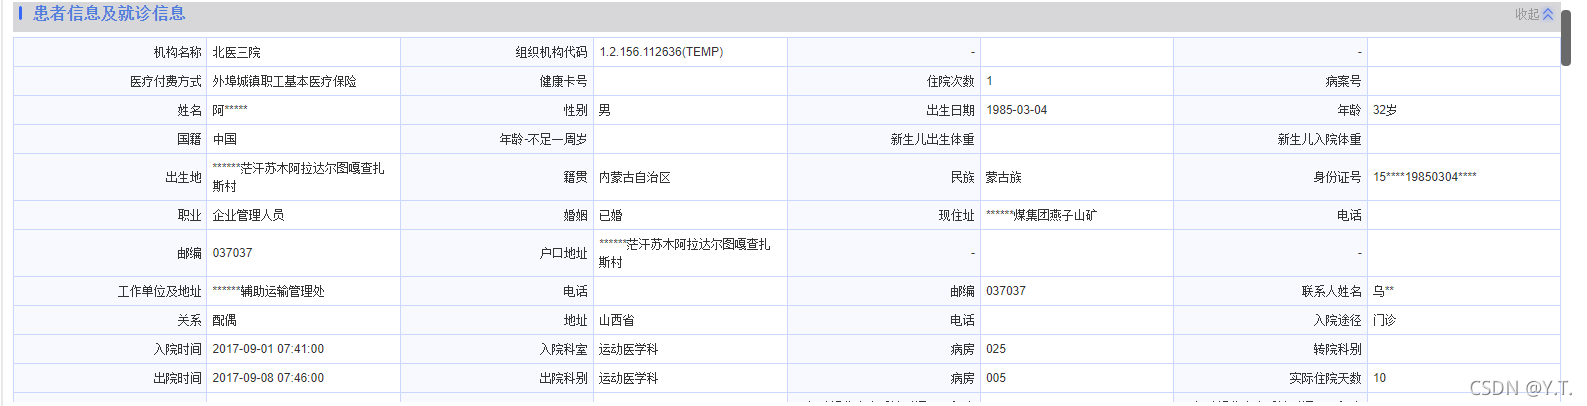 患者信息及就诊信息 收起
机构名称 北医三院 组织机构代码 1.2.156.112636(TEMP) - -
医疗付费方式 外埠城镇职工基本医疗保险 健康卡号 住院次数 1 病案号
姓名 阿***** 性别 男 出生日期 1985-03-04 年龄 32岁
国籍 中国 年龄-不足一周岁 新生儿出生体重 新生儿入院体重
出生地 ******茫汗苏木阿拉达尔图嘎查扎斯村 籍贯 内蒙古自治区 民族 蒙古族 身份证号 15****19850304****
职业 企业管理人员 婚姻 已婚 现住址 ******煤集团燕子山矿 电话
邮编 037037 户口地址 ******茫汗苏木阿拉达尔图嘎查扎斯村 - -
工作单位及地址 ******辅助运输管理处 电话 邮编 037037 联系人姓名 乌**
关系 配偶 地址 山西省 电话 入院途径 门诊
入院时间 2017-09-01 07:41:00 入院科室 运动医学科 病房 025 转院科别
出院时间 2017-09-08 07:46:00 出院科别 运动医学科 病房 005 实际住院天数 10
CSDN @Y.T.